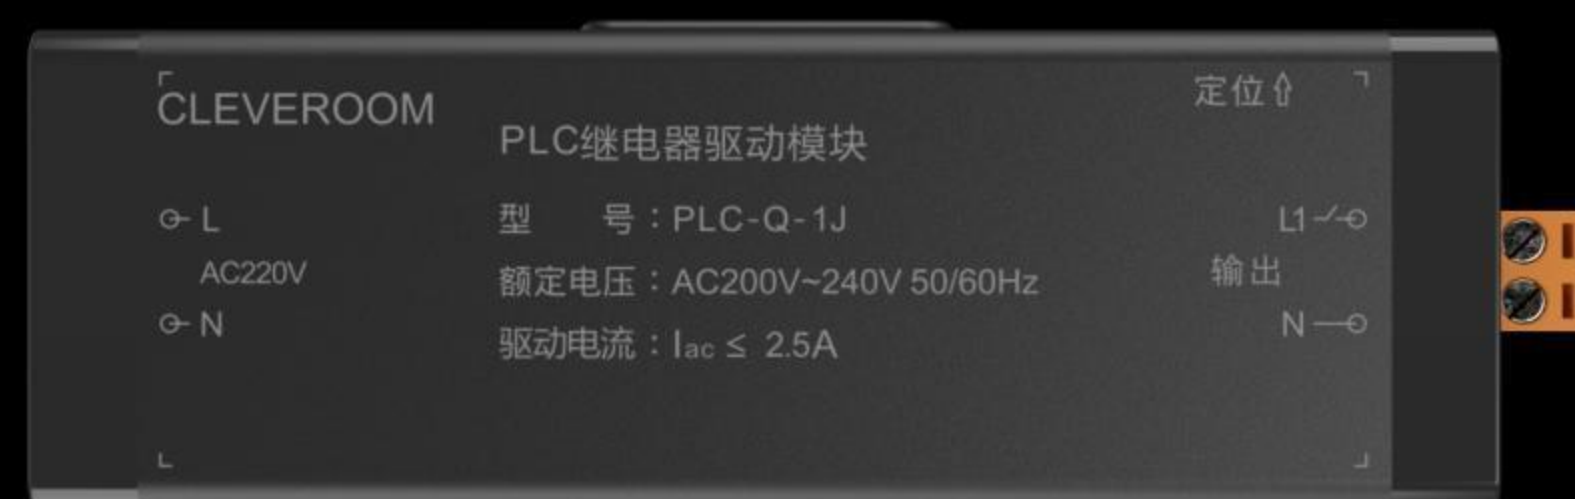 CLEVEROOM
定位⇧
PLC继电器驱动模块
L
型 号：PLC-Q-1J
L1
AC220V
额定电压：AC200V~240V 50/60Hz
输出
N
驱动电流：Iac ≤ 2.5A
N